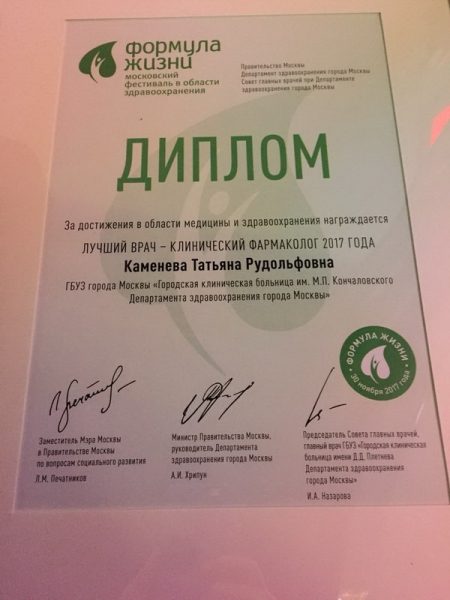 формула
жизни
московский
фестиваль в области
здравоохранения
Правительство Москвы
Департамент здравоохранения города Москвы
Совет главных врачей при Департаменте
здравоохранения города Москвы
ДИПЛОМ
За достижения в области медицины и здравоохранения награждается
ЛУЧШИЙ ВРАЧ – КЛИНИЧЕСКИЙ ФАРМАКОЛОГ 2017 ГОДА
Каменева Татьяна Рудольфовна
ГБУЗ города Москвы «Городская клиническая больница им. М.П. Кончаловского
Департамента здравоохранения города Москвы»
ФОРМУЛА ЖИЗНИ
30 ноября 2017 года
Заместитель Мэра Москвы
в Правительстве Москвы
по вопросам социального развития
Л.М. Печатников
Министр Правительства Москвы,
руководитель Департамента
здравоохранения города Москвы
А.И. Хрипун
Председатель Совета главных врачей,
главный врач ГБУЗ «Городская клиническая
больница имени Д.Д. Плетнева
Департамента здравоохранения
города Москвы»
И.А. Назарова